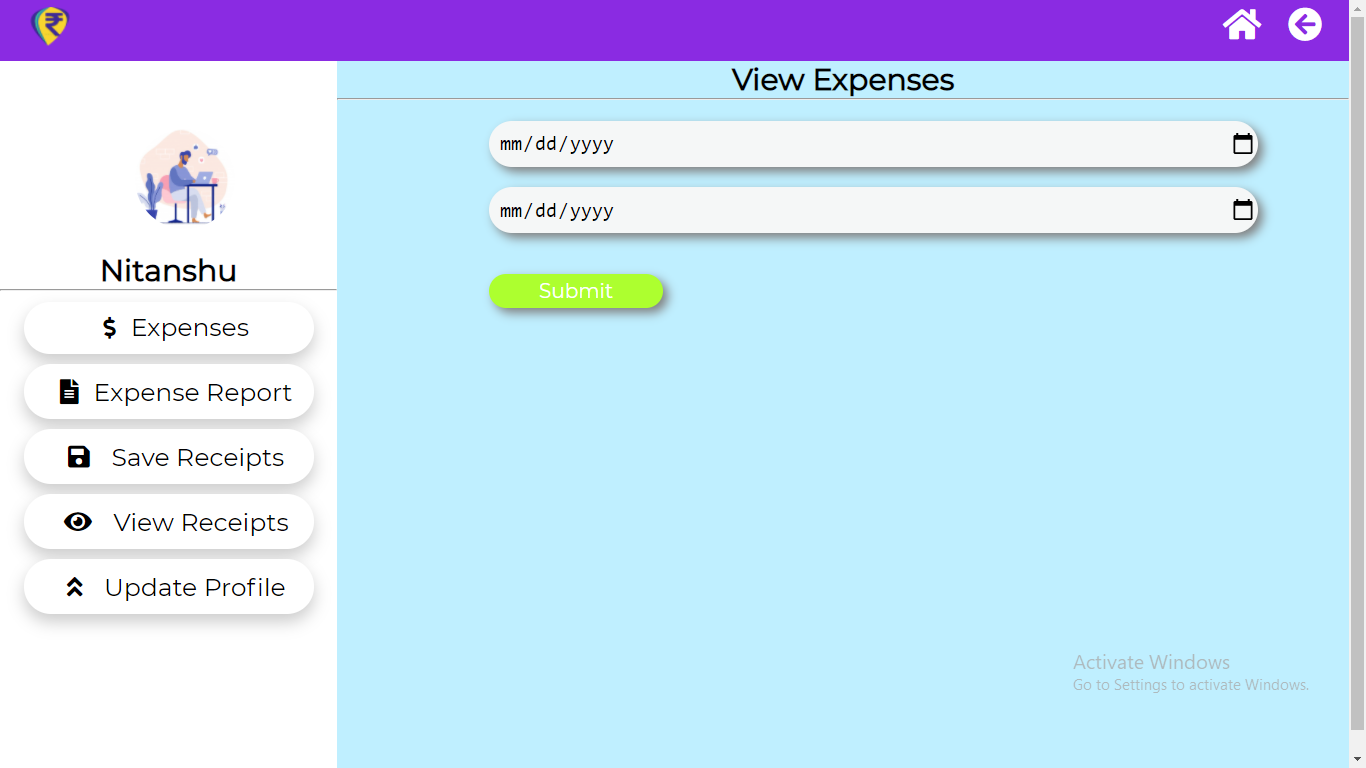 View Expenses
mm/dd/yyyy
mm/dd/yyyy
Submit
Nitanshu
$ Expenses
Expense Report
Save Receipts
View Receipts
Update Profile
Activate Windows
Go to Settings to activate Windows.